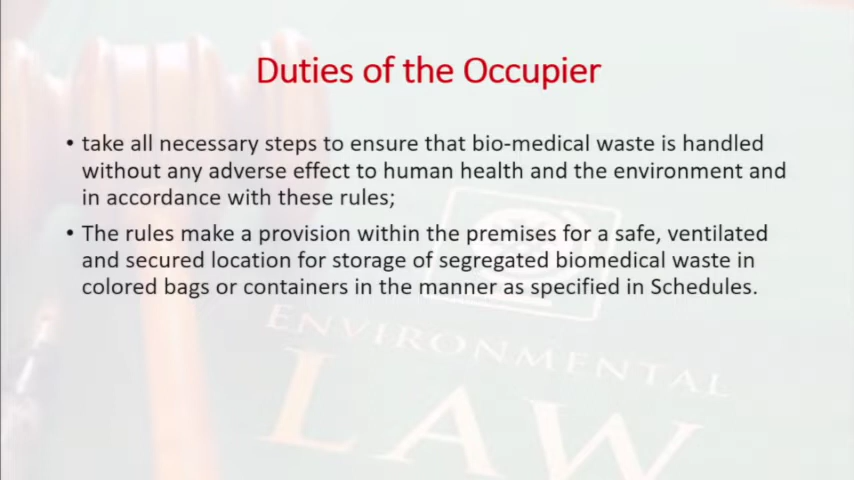 Duties of the Occupier
• take all necessary steps to ensure that bio-medical waste is handled
without any adverse effect to human health and the environment and
in accordance with these rules;
• The rules make a provision within the premises for a safe, ventilated
and secured location for storage of segregated biomedical waste in
colored bags or containers in the manner as specified in Schedules.
ENVIRONMENTAL
LAW